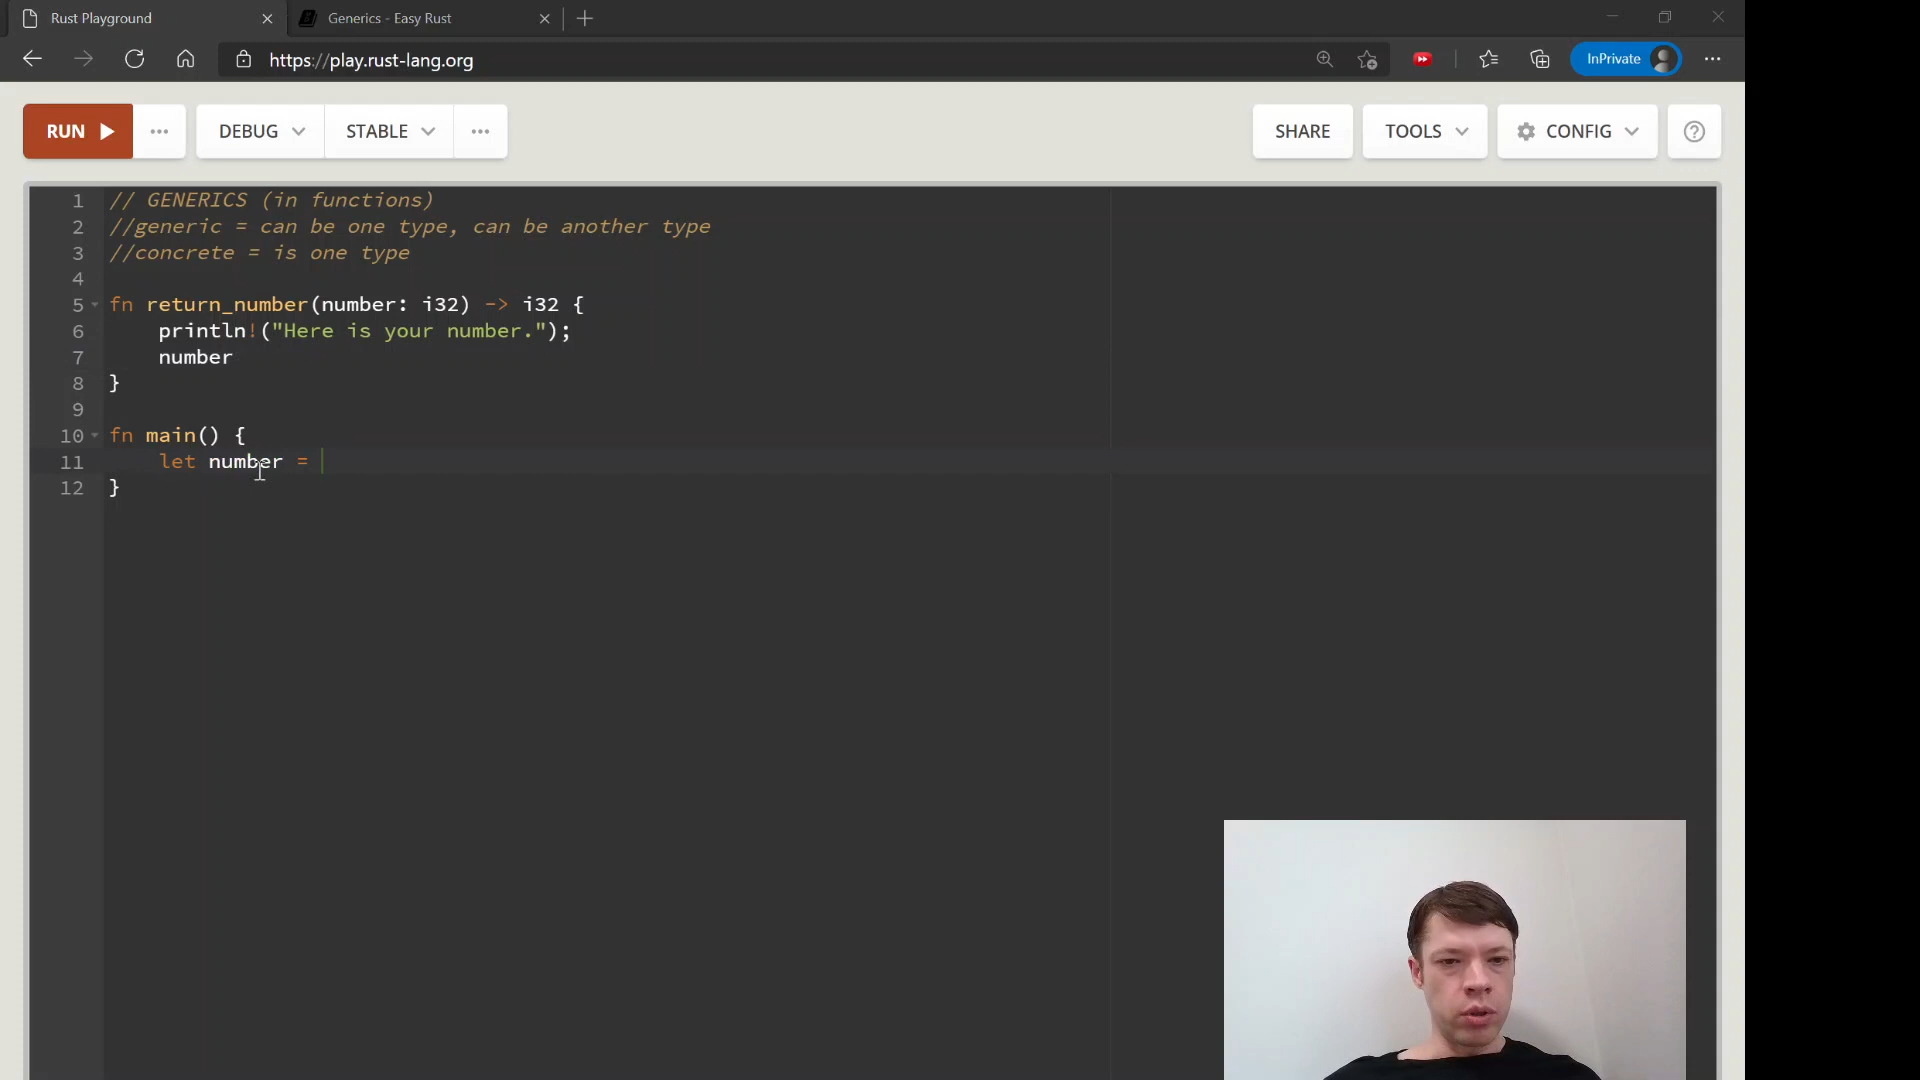 Rust Playground
Generics - Easy Rust
https://play.rust-lang.org
InPrivate
RUN
DEBUG
STABLE
SHARE
TOOLS
CONFIG
1 // GENERICS (in functions)
2 //generic = can be one type, can be another type
3 //concrete = is one type
4
5 fn return_number(number: i32) -> i32 {
6 println!("Here is your number.");
7 number
8 }
9
10 fn main() {
11 let number =
12 }